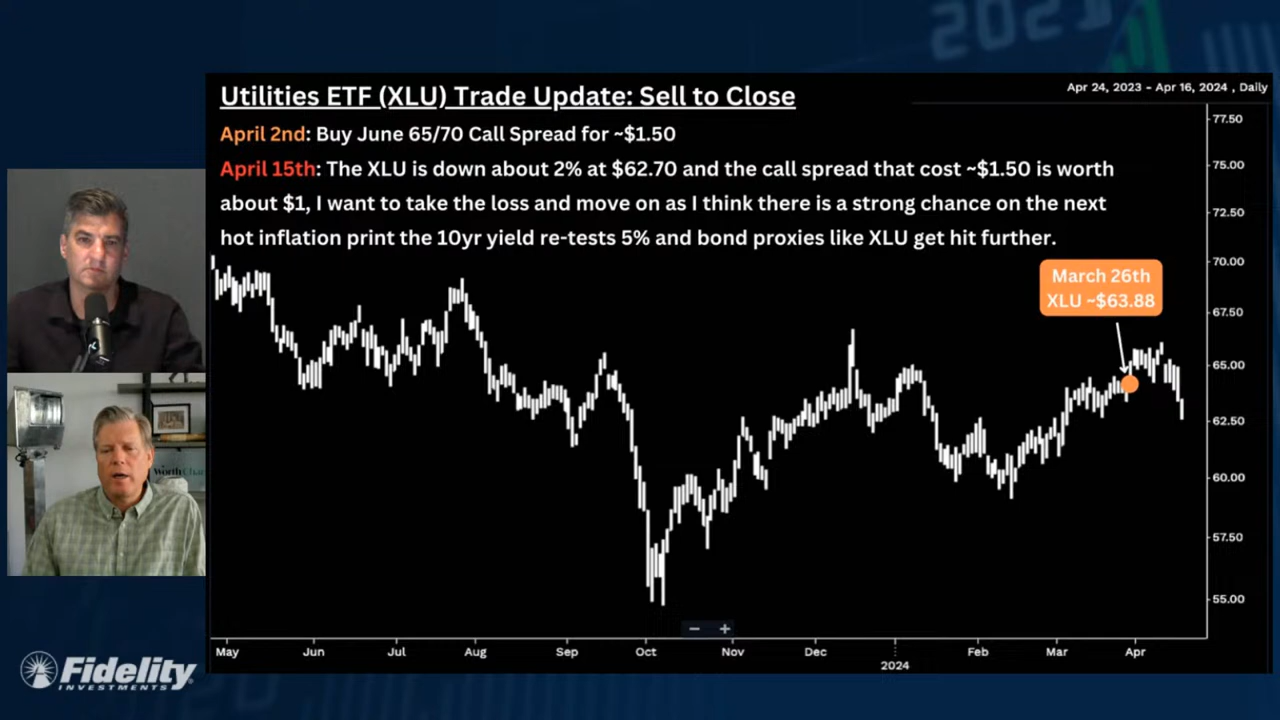 2021
Utilities ETF (XLU) Trade Update: Sell to Close
Apr 24, 2023 - Apr 16, 2024 , Daily
April 2nd: Buy June 65/70 Call Spread for ~$1.50
April 15th: The XLU is down about 2% at $62.70 and the call spread that cost ~$1.50 is worth
about $1, I want to take the loss and move on as I think there is a strong chance on the next
hot inflation print the 10yr yield re-tests 5% and bond proxies like XLU get hit further.
March 26th
XLU ~$63.88
77.50
75.00
72.50
70.00
67.50
65.00
62.50
60.00
57.50
55.00
− +
May Jun Jul Aug Sep Oct Nov Dec 2024 Feb Mar Apr
Fidelity
INVESTMENTS